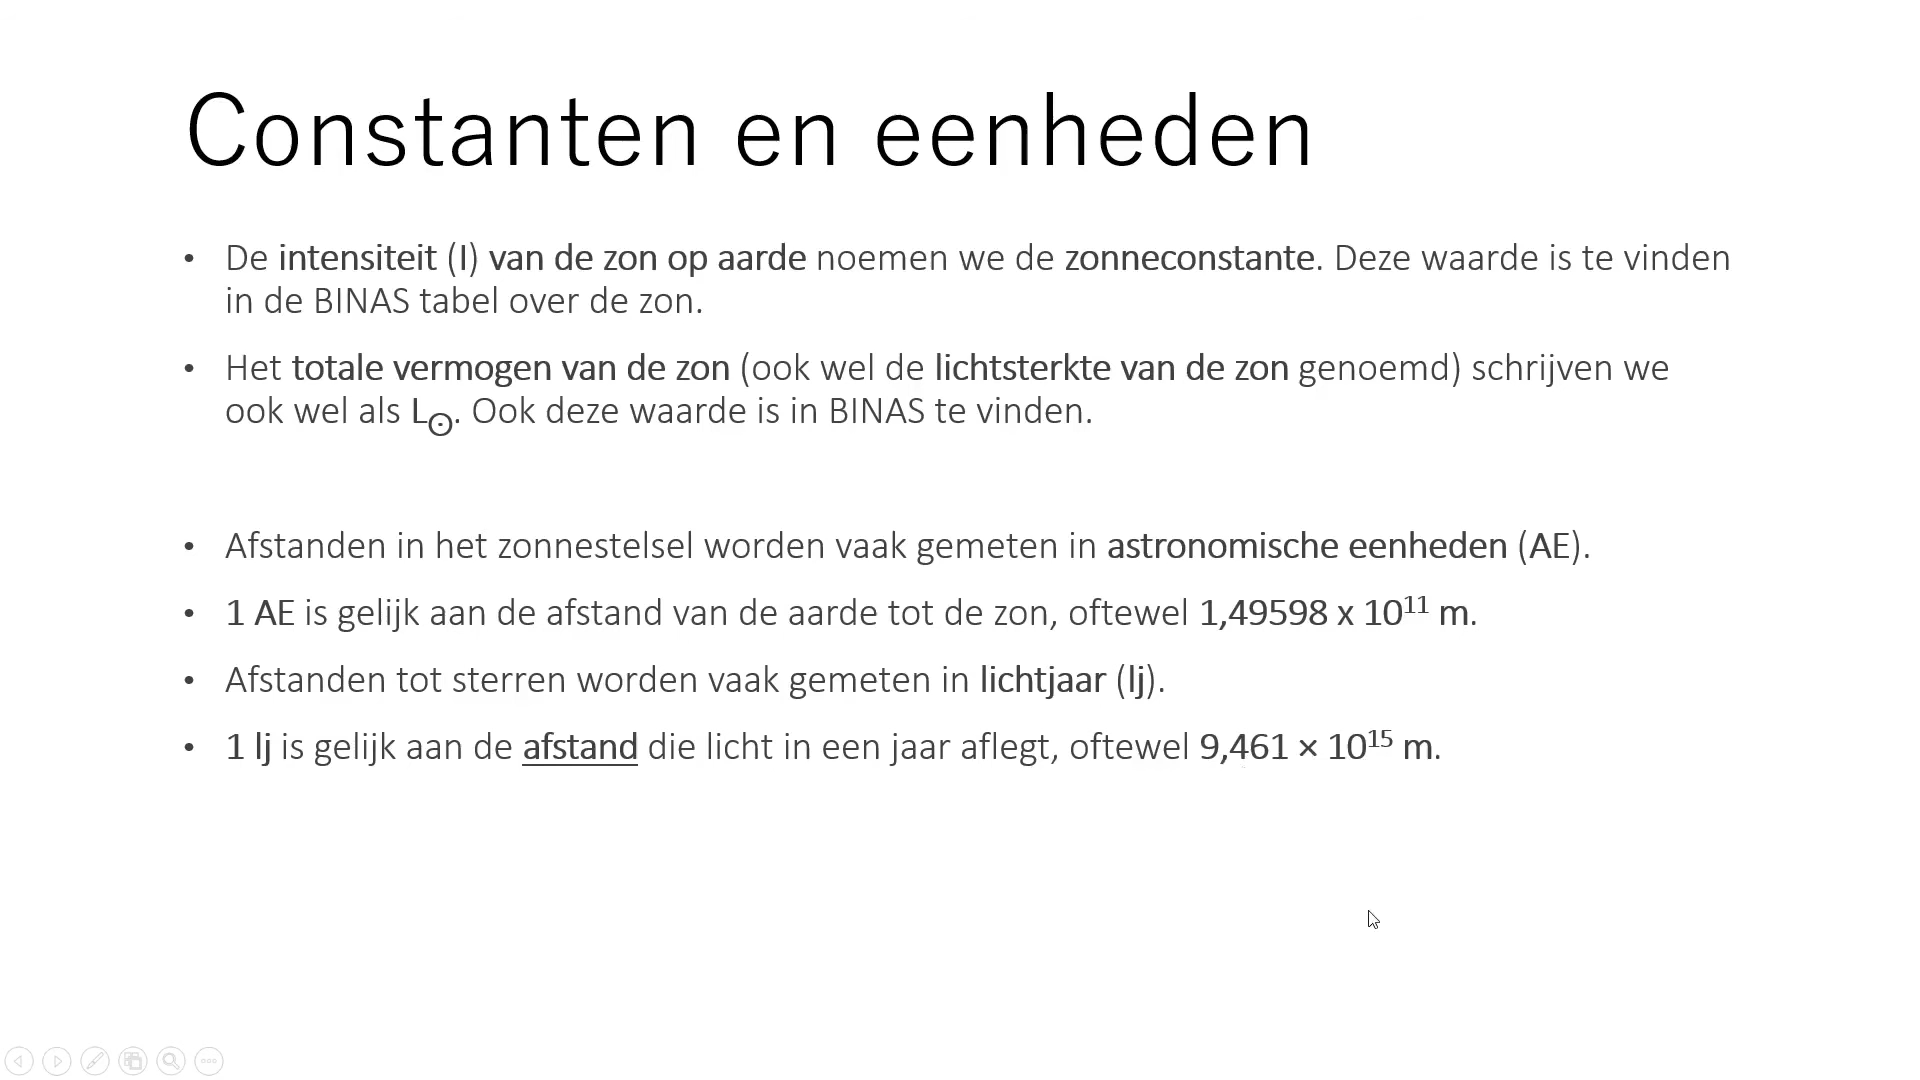 Constanten en eenheden
• De intensiteit (I) van de zon op aarde noemen we de zonneconstante. Deze waarde is te vinden
in de BINAS tabel over de zon.
• Het totale vermogen van de zon (ook wel de lichtsterkte van de zon genoemd) schrijven we
ook wel als L☉. Ook deze waarde is in BINAS te vinden.
• Afstanden in het zonnestelsel worden vaak gemeten in astronomische eenheden (AE).
• 1 AE is gelijk aan de afstand van de aarde tot de zon, oftewel 1,49598 x 10¹¹ m.
• Afstanden tot sterren worden vaak gemeten in lichtjaar (lj).
• 1 lj is gelijk aan de afstand die licht in een jaar aflegt, oftewel 9,461 × 10¹⁵ m.